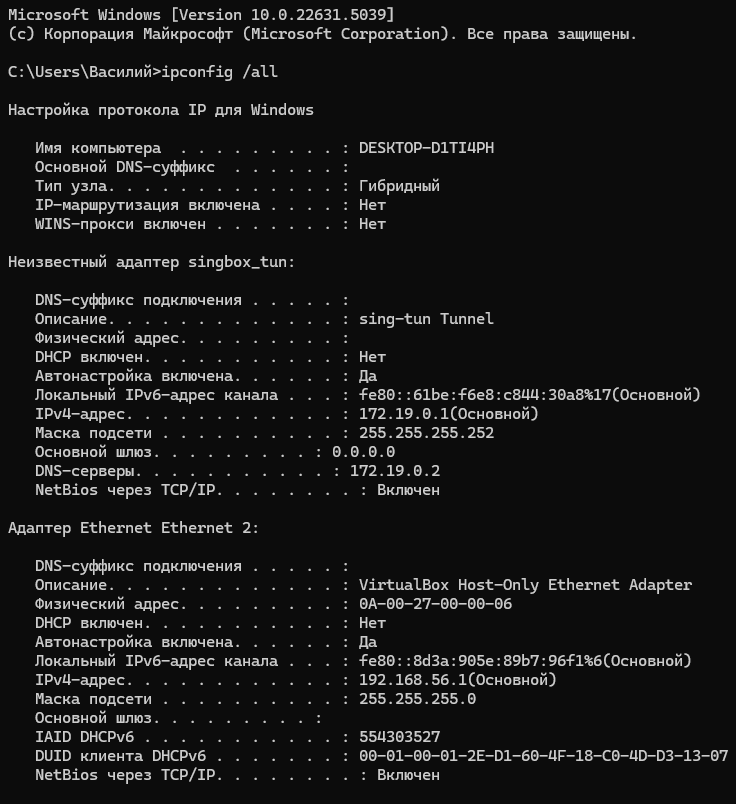 Microsoft Windows [Version 10.0.22631.5039]
(c) Корпорация Майкрософт (Microsoft Corporation). Все права защищены.
C:\Users\Василий>ipconfig /all
Настройка протокола IP для Windows
Имя компьютера  . . . . . . . . . : DESKTOP-D1TI4PH
Основной DNS-суффикс  . . . . . . :
Тип узла. . . . . . . . . . . . . : Гибридный
IP-маршрутизация включена . . . . : Нет
WINS-прокси включен . . . . . . . : Нет
Неизвестный адаптер singbox_tun:
DNS-суффикс подключения . . . . . :
Описание. . . . . . . . . . . . . : sing-tun Tunnel
Физический адрес. . . . . . . . . :
DHCP включен. . . . . . . . . . . : Нет
Автонастройка включена. . . . . . : Да
Локальный IPv6-адрес канала . . . : fe80::61be:f6e8:c844:30a8%17(Основной)
IPv4-адрес. . . . . . . . . . . . : 172.19.0.1(Основной)
Маска подсети . . . . . . . . . . : 255.255.255.252
Основной шлюз. . . . . . . . . : 0.0.0.0
DNS-серверы. . . . . . . . . . . : 172.19.0.2
NetBios через TCP/IP. . . . . . . . : Включен
Адаптер Ethernet Ethernet 2:
DNS-суффикс подключения . . . . . :
Описание. . . . . . . . . . . . . : VirtualBox Host-Only Ethernet Adapter
Физический адрес. . . . . . . . . : 0A-00-27-00-00-06
DHCP включен. . . . . . . . . . . : Нет
Автонастройка включена. . . . . . : Да
Локальный IPv6-адрес канала . . . : fe80::8d3a:905e:89b7:96f1%6(Основной)
IPv4-адрес. . . . . . . . . . . . : 192.168.56.1(Основной)
Маска подсети . . . . . . . . . . : 255.255.255.0
Основной шлюз. . . . . . . . . :
IAID DHCPv6 . . . . . . . . . . . : 554303527
DUID клиента DHCPv6 . . . . . . . : 00-01-00-01-2E-D1-60-4F-18-C0-4D-D3-13-07
NetBios через TCP/IP. . . . . . . . : Включен